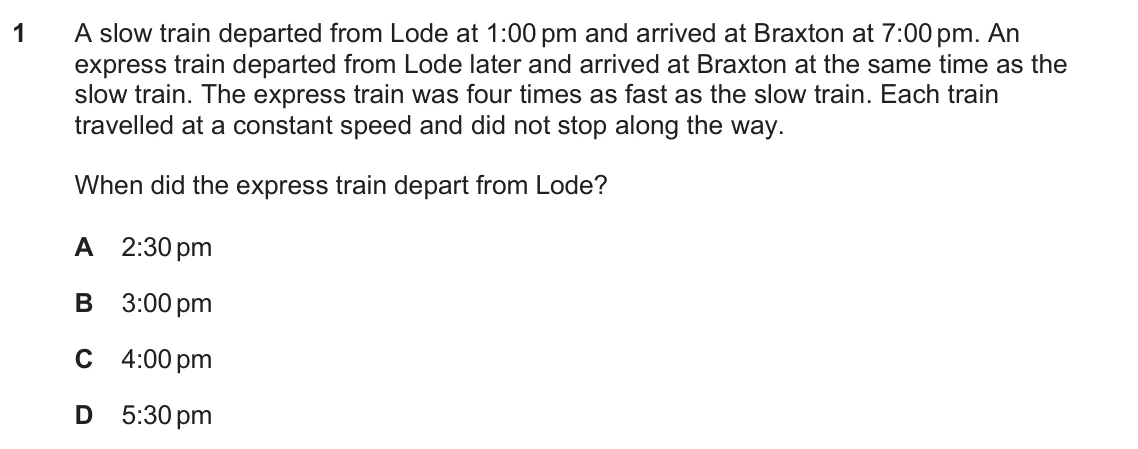 1 A slow train departed from Lode at 1:00 pm and arrived at Braxton at 7:00 pm. An
express train departed from Lode later and arrived at Braxton at the same time as the
slow train. The express train was four times as fast as the slow train. Each train
travelled at a constant speed and did not stop along the way.
When did the express train depart from Lode?
A 2:30 pm
B 3:00 pm
C 4:00 pm
D 5:30 pm